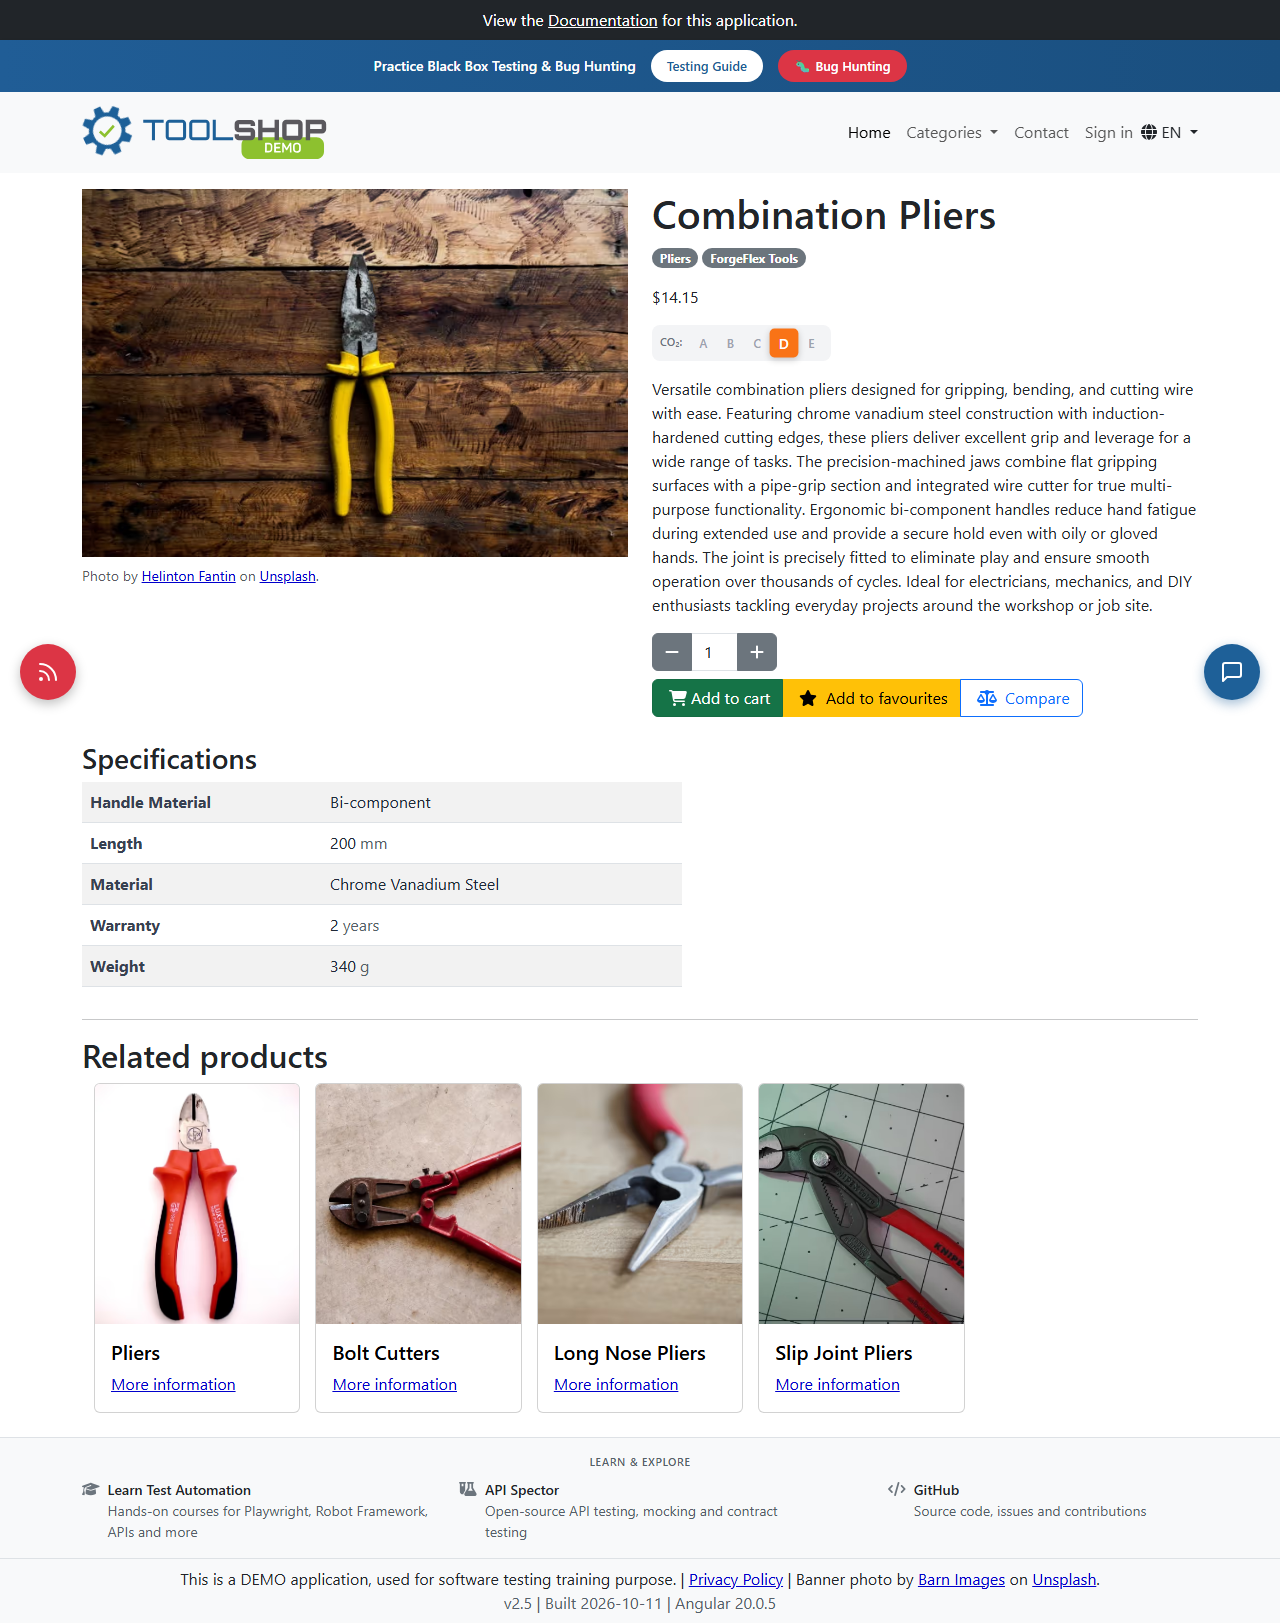 View the Documentation for this application.
Practice Black Box Testing & Bug Hunting
Testing Guide
Bug Hunting
TOOLSHOP
DEMO
Home
Categories
Contact
Sign in
EN
Combination Pliers
Pliers
ForgeFlex Tools
$14.15
CO₂: A B C D E
Versatile combination pliers designed for gripping, bending, and cutting wire
with ease. Featuring chrome vanadium steel construction with induction-
hardened cutting edges, these pliers deliver excellent grip and leverage for a
wide range of tasks. The precision-machined jaws combine flat gripping
surfaces with a pipe-grip section and integrated wire cutter for true multi-
purpose functionality. Ergonomic bi-component handles reduce hand fatigue
during extended use and provide a secure hold even with oily or gloved
hands. The joint is precisely fitted to eliminate play and ensure smooth
operation over thousands of cycles. Ideal for electricians, mechanics, and DIY
enthusiasts tackling everyday projects around the workshop or job site.
Photo by Helinton Fantin on Unsplash.
1
Add to cart
Add to favourites
Compare
Specifications
Handle Material Bi-component
Length 200 mm
Material Chrome Vanadium Steel
Warranty 2 years
Weight 340 g
Related products
Pliers
More information
Bolt Cutters
More information
Long Nose Pliers
More information
Slip Joint Pliers
More information
LEARN & EXPLORE
Learn Test Automation
Hands-on courses for Playwright, Robot Framework,
APIs and more
API Spector
Open-source API testing, mocking and contract
testing
GitHub
Source code, issues and contributions
This is a DEMO application, used for software testing training purpose. | Privacy Policy | Banner photo by Barn Images on Unsplash.
v2.5 | Built 2026-10-11 | Angular 20.0.5